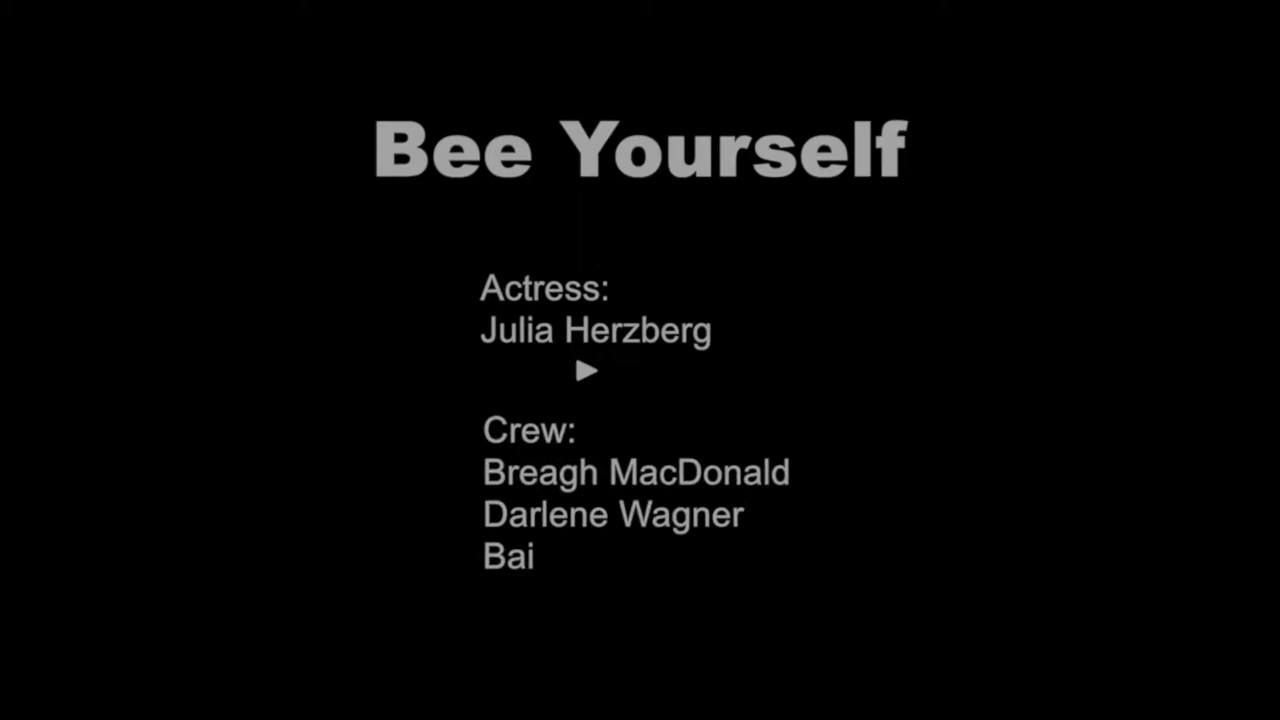 Bee Yourself
Actress:
Julia Herzberg
Crew:
Breagh MacDonald
Darlene Wagner
Bai